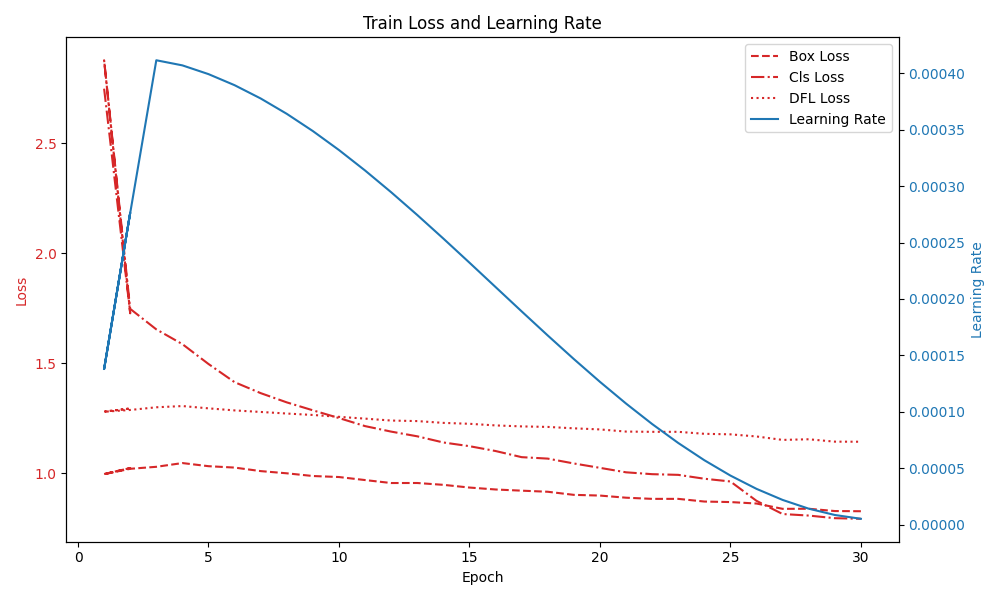 Train Loss and Learning Rate
Box Loss
Cls Loss
DFL Loss
Learning Rate
Loss
2.5
2.0
1.5
1.0
0.00040
0.00035
0.00030
0.00025
0.00020
0.00015
0.00010
0.00005
0.00000
Learning Rate
0 5 10 15 20 25 30
Epoch